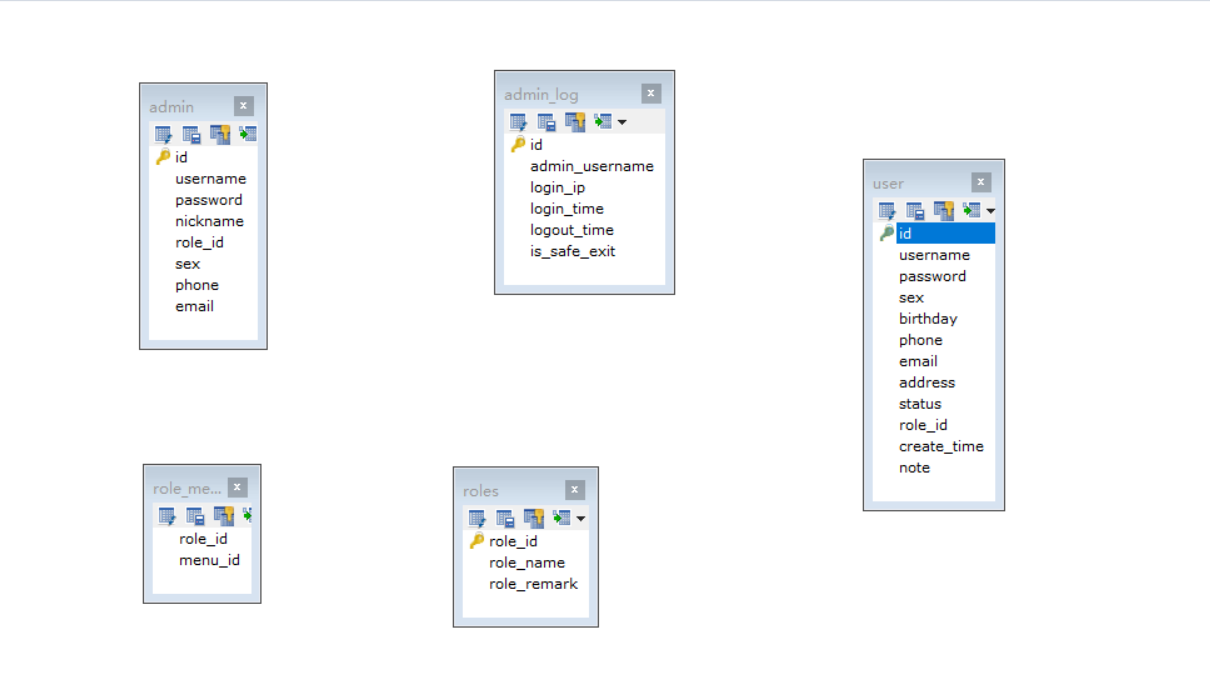 admin
id
username
password
nickname
role_id
sex
phone
email
admin_log
id
admin_username
login_ip
login_time
logout_time
is_safe_exit
user
id
username
password
sex
birthday
phone
email
address
status
role_id
create_time
note
role_me...
role_id
menu_id
roles
role_id
role_name
role_remark